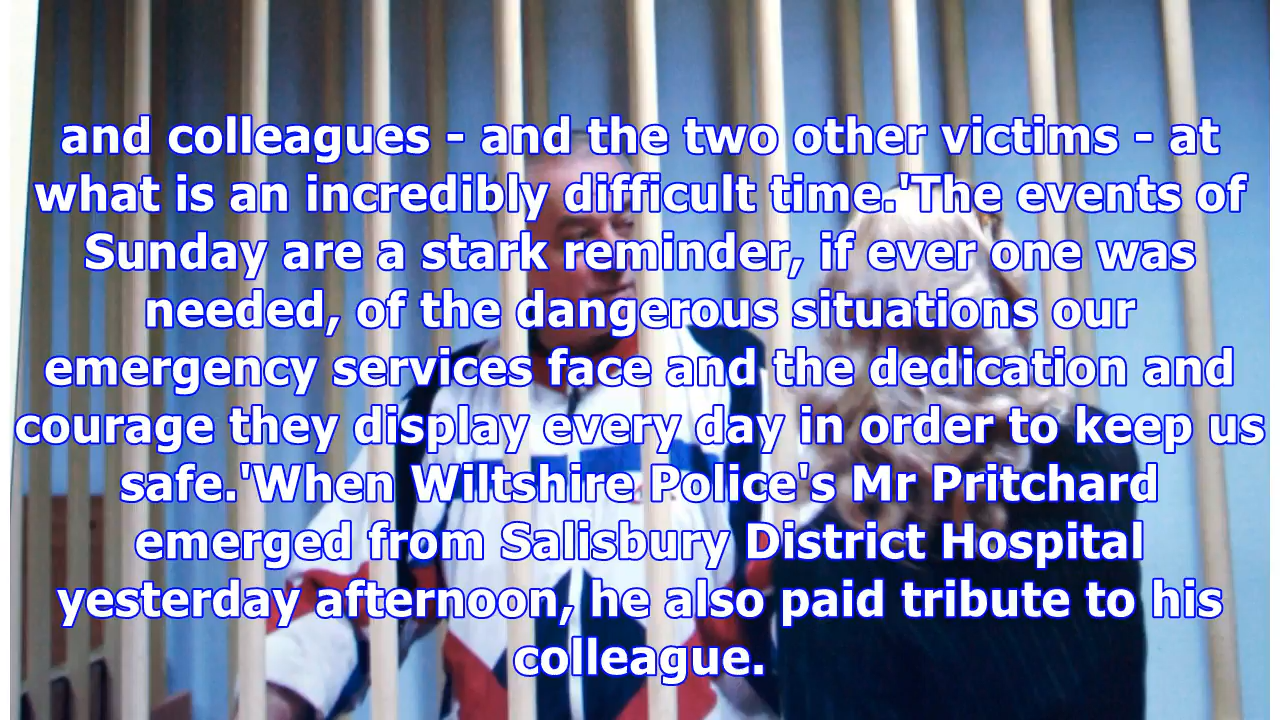 and colleagues - and the two other victims - at
what is an incredibly difficult time.'The events of
Sunday are a stark reminder, if ever one was
needed, of the dangerous situations our
emergency services face and the dedication and
courage they display every day in order to keep us
safe.'When Wiltshire Police's Mr Pritchard
emerged from Salisbury District Hospital
yesterday afternoon, he also paid tribute to his
colleague.